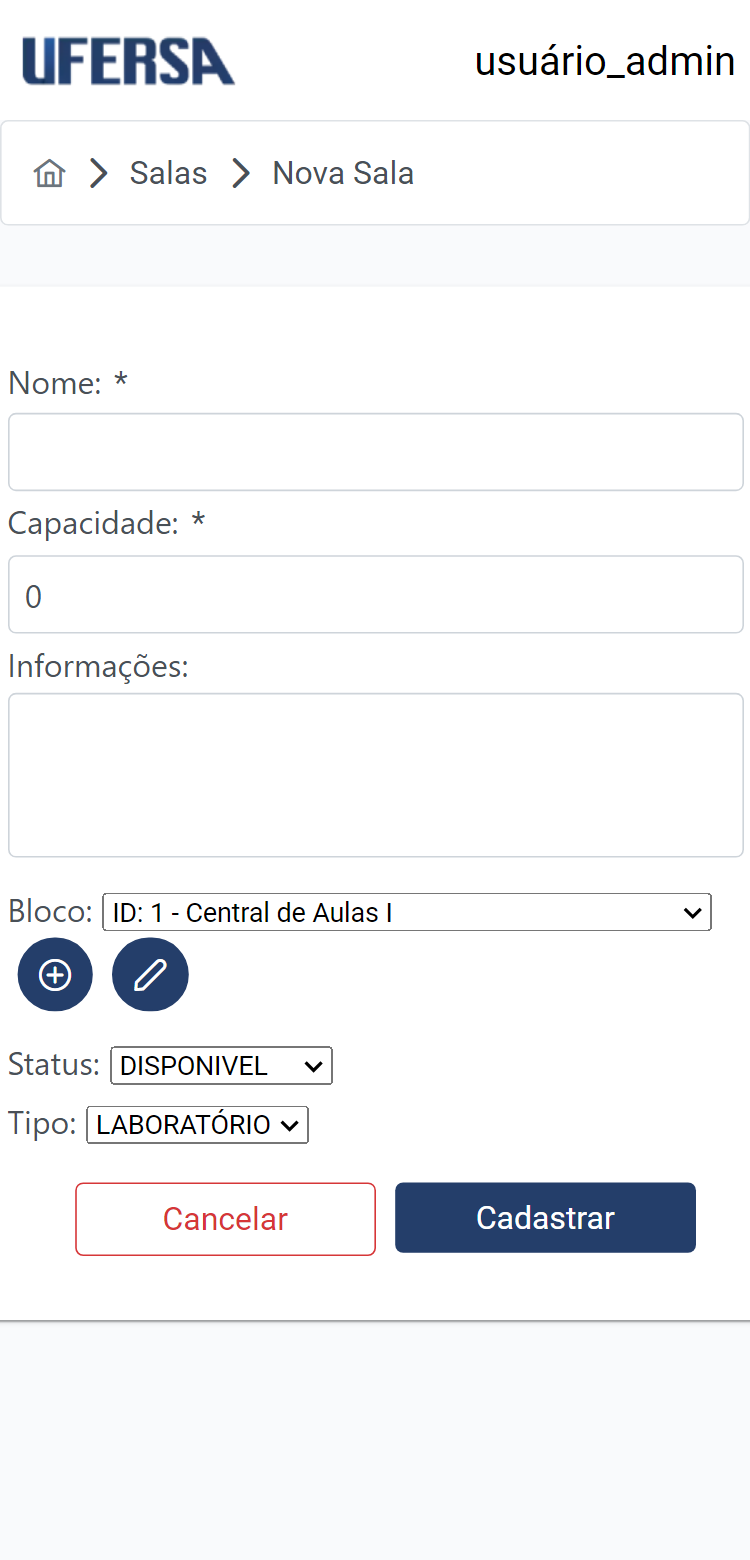 UFERSA
usuário_admin
Salas
Nova Sala
Nome: *
Capacidade: *
0
Informações:
Bloco: ID: 1 - Central de Aulas I
Status: DISPONIVEL
Tipo: LABORATÓRIO
Cancelar
Cadastrar